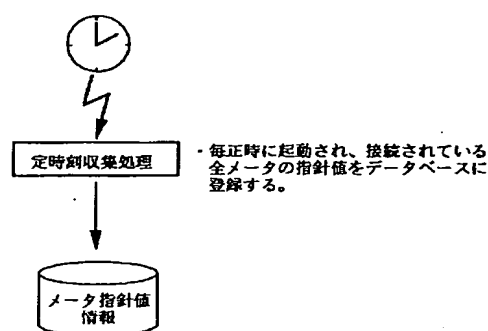 定時刻収集処理
・毎正時に起動され、接続されている
全メータの指針値をデータベースに
登録する。
メータ指針値
情報